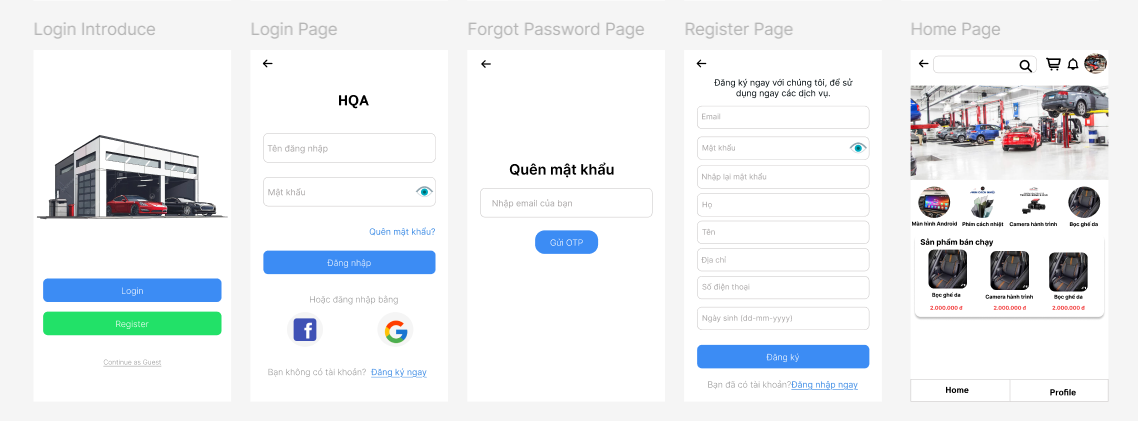 Login Introduce
Login
Register
Continue as Guest
Login Page
HQA
Tên đăng nhập
Mật khẩu
Quên mật khẩu?
Đăng nhập
Hoặc đăng nhập bằng
Bạn không có tài khoản? Đăng ký ngay
Forgot Password Page
Quên mật khẩu
Nhập email của bạn
Gửi OTP
Register Page
Đăng ký ngay với chúng tôi, để sử
dụng ngay các dịch vụ.
Email
Mật khẩu
Nhập lại mật khẩu
Họ
Tên
Địa chỉ
Số điện thoại
Ngày sinh (dd-mm-yyyy)
Đăng ký
Bạn đã có tài khoản?Đăng nhập ngay
Home Page
Màn hình Android
Phim cách nhiệt
Camera hành trình
Bọc ghế da
Sản phẩm bán chạy
Bọc ghế da
2.000.000 đ
Camera hành trình
2.000.000 đ
Bọc ghế da
2.000.000 đ
Home
Profile